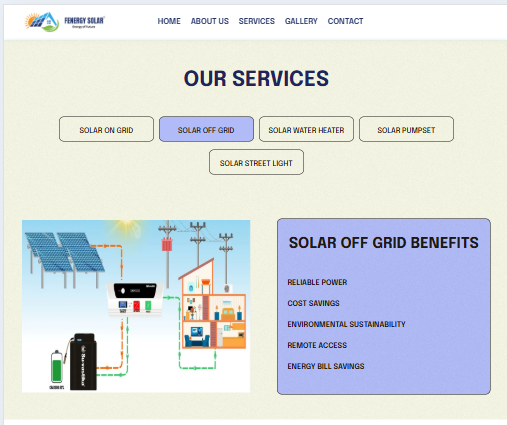 FENERGY SOLAR
Energy of Future
HOME ABOUT US SERVICES GALLERY CONTACT
OUR SERVICES
SOLAR ON GRID SOLAR OFF GRID SOLAR WATER HEATER SOLAR PUMPSET
SOLAR STREET LIGHT
SOLAR OFF GRID BENEFITS
RELIABLE POWER
COST SAVINGS
ENVIRONMENTAL SUSTAINABILITY
REMOTE ACCESS
ENERGY BILL SAVINGS